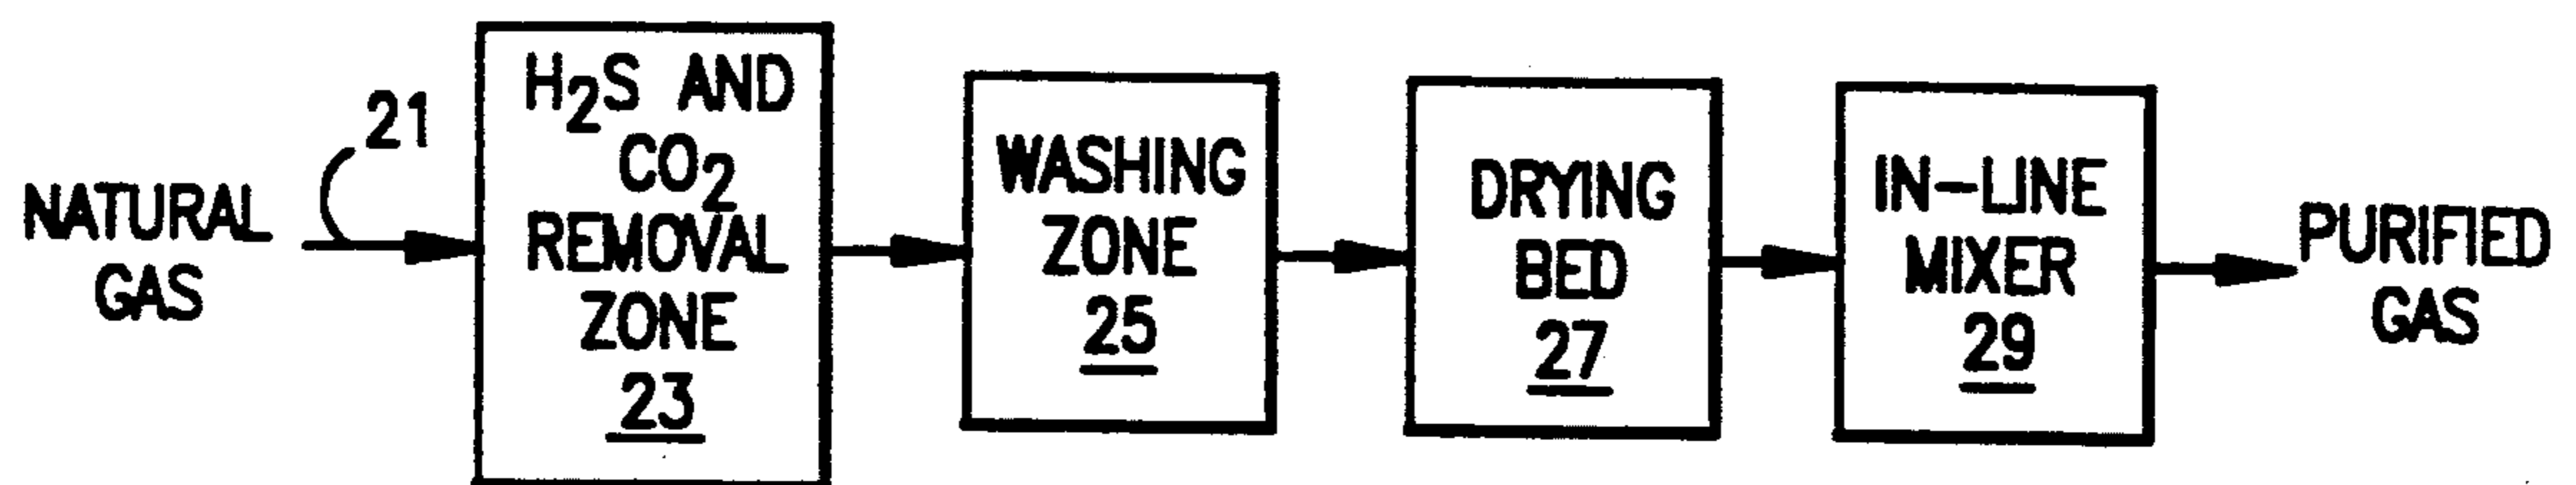 NATURAL
GAS
21
H2S AND
CO2
REMOVAL
ZONE
23
WASHING
ZONE
25
DRYING
BED
27
IN-LINE
MIXER
29
PURIFIED
GAS